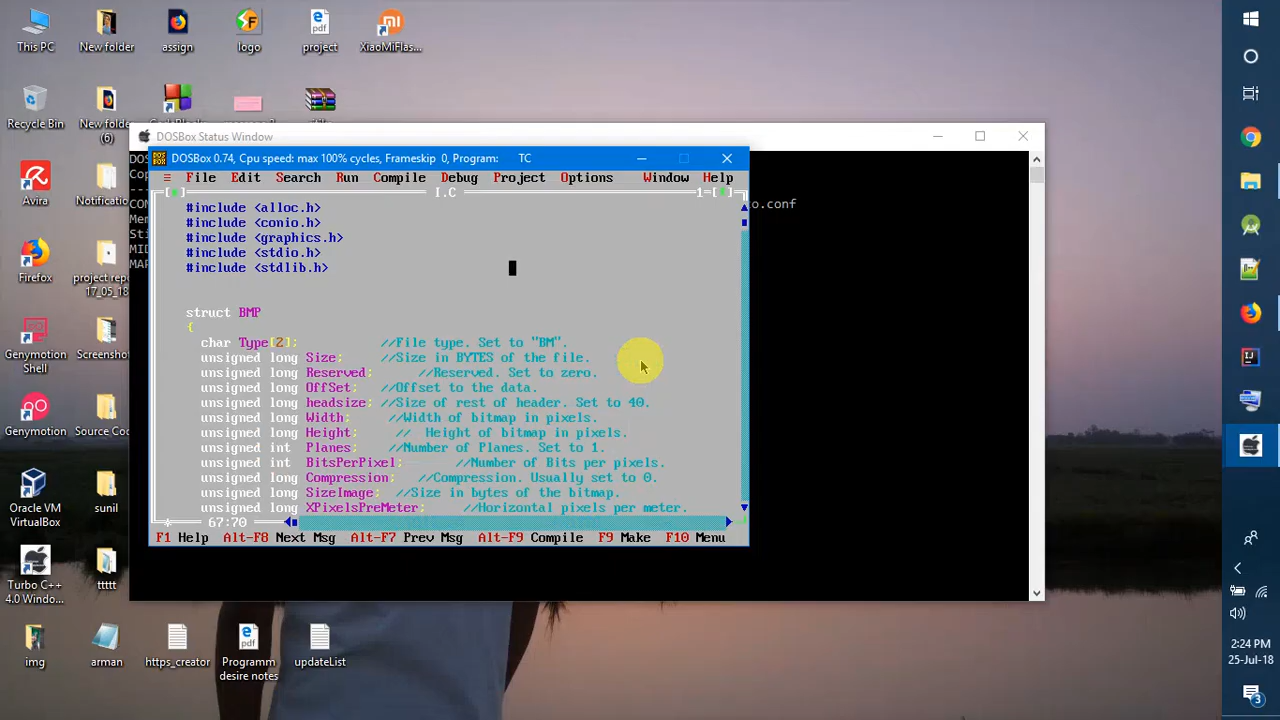 This PC
New folder
assign
logo
project
XiaoMiFlas...
Recycle Bin
New folder (6)
CodeBlocks
Avira
Notification
Firefox
project report
17_05_18
Genymotion
Screenshot
Genymotion
Source Cod
Oracle VM
VirtualBox
sunil
Turbo C++
4.0 Windo...
ttttt
img
arman
https_creator
Programm
desire notes
updateList
DOSBox Status Window
o.conf
DOSBox 0.74, Cpu speed: max 100% cycles, Frameskip 0, Program: TC
≡ File Edit Search Run Compile Debug Project Options Window Help
I.C
1
#include <alloc.h>
#include <conio.h>
#include <graphics.h>
#include <stdio.h>
#include <stdlib.h>
struct BMP
{
char Type[2]; //File type. Set to "BM".
unsigned long Size; //Size in BYTES of the file.
unsigned long Reserved; //Reserved. Set to zero.
unsigned long OffSet; //Offset to the data.
unsigned long headsize; //Size of rest of header. Set to 40.
unsigned long Width; //Width of bitmap in pixels.
unsigned long Height; // Height of bitmap in pixels.
unsigned int Planes; //Number of Planes. Set to 1.
unsigned int BitsPerPixel; //Number of Bits per pixels.
unsigned long Compression; //Compression. Usually set to 0.
unsigned long SizeImage; //Size in bytes of the bitmap.
unsigned long XPixelsPreMeter; //Horizontal pixels per meter.
67:70
F1 Help Alt-F8 Next Msg Alt-F7 Prev Msg Alt-F9 Compile F9 Make F10 Menu
2:24 PM
25-Jul-18
3